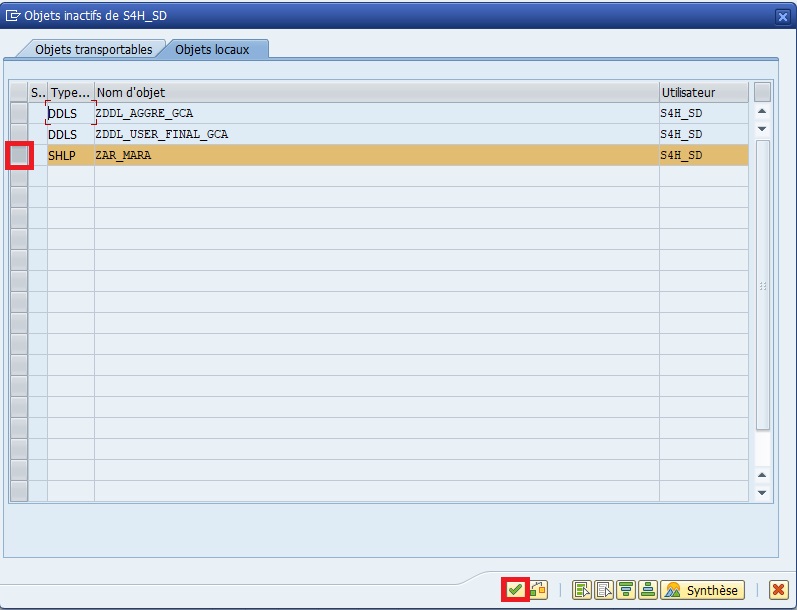 Objets inactifs de S4H_SD
Objets transportables Objets locaux
S.. Type... Nom d'objet Utilisateur
DDLS ZDDL_AGGRE_GCA S4H_SD
DDLS ZDDL_USER_FINAL_GCA S4H_SD
SHLP ZAR_MARA S4H_SD
Synthèse